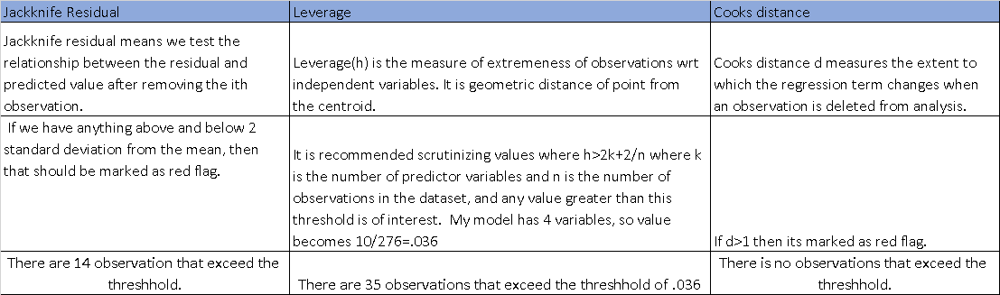 Jackknife Residual
Leverage
Cooks distance
Jackknife residual means we test the
relationship between the residual and
predicted value after removing the ith
observation.
Leverage(h) is the measure of extremeness of observations wrt
independent variables. It is geometric distance of point from
the centroid.
Cooks distance d measures the extent to
which the regression term changes when
an observation is deleted from analysis.
If we have anything above and below 2
standard deviation from the mean, then
that should be marked as red flag.
It is recommended scrutinizing values where h>2k+2/n where k
is the number of predictor variables and n is the number of
observations in the dataset, and any value greater than this
threshold is of interest. My model has 4 variables, so value
becomes 10/276=.036
If d>1 then its marked as red flag.
There are 14 observation that exceed the
threshhold.
There are 35 observations that exceed the threshhold of .036
There is no observations that exceed the
threshhold.